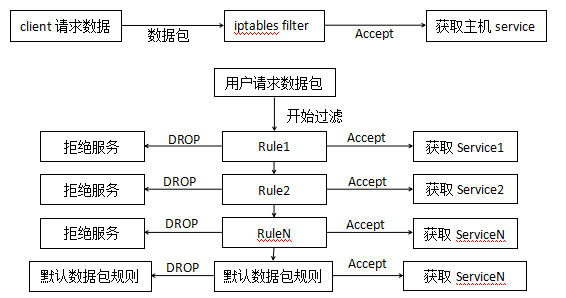 client 请求数据
数据包
iptables filter
Accept
获取主机 service
用户请求数据包
开始过滤
拒绝服务
DROP
Rule1
Accept
获取 Service1
拒绝服务
DROP
Rule2
Accept
获取 Service2
拒绝服务
DROP
RuleN
Accept
获取 ServiceN
默认数据包规则
DROP
默认数据包规则
Accept
获取 ServiceN